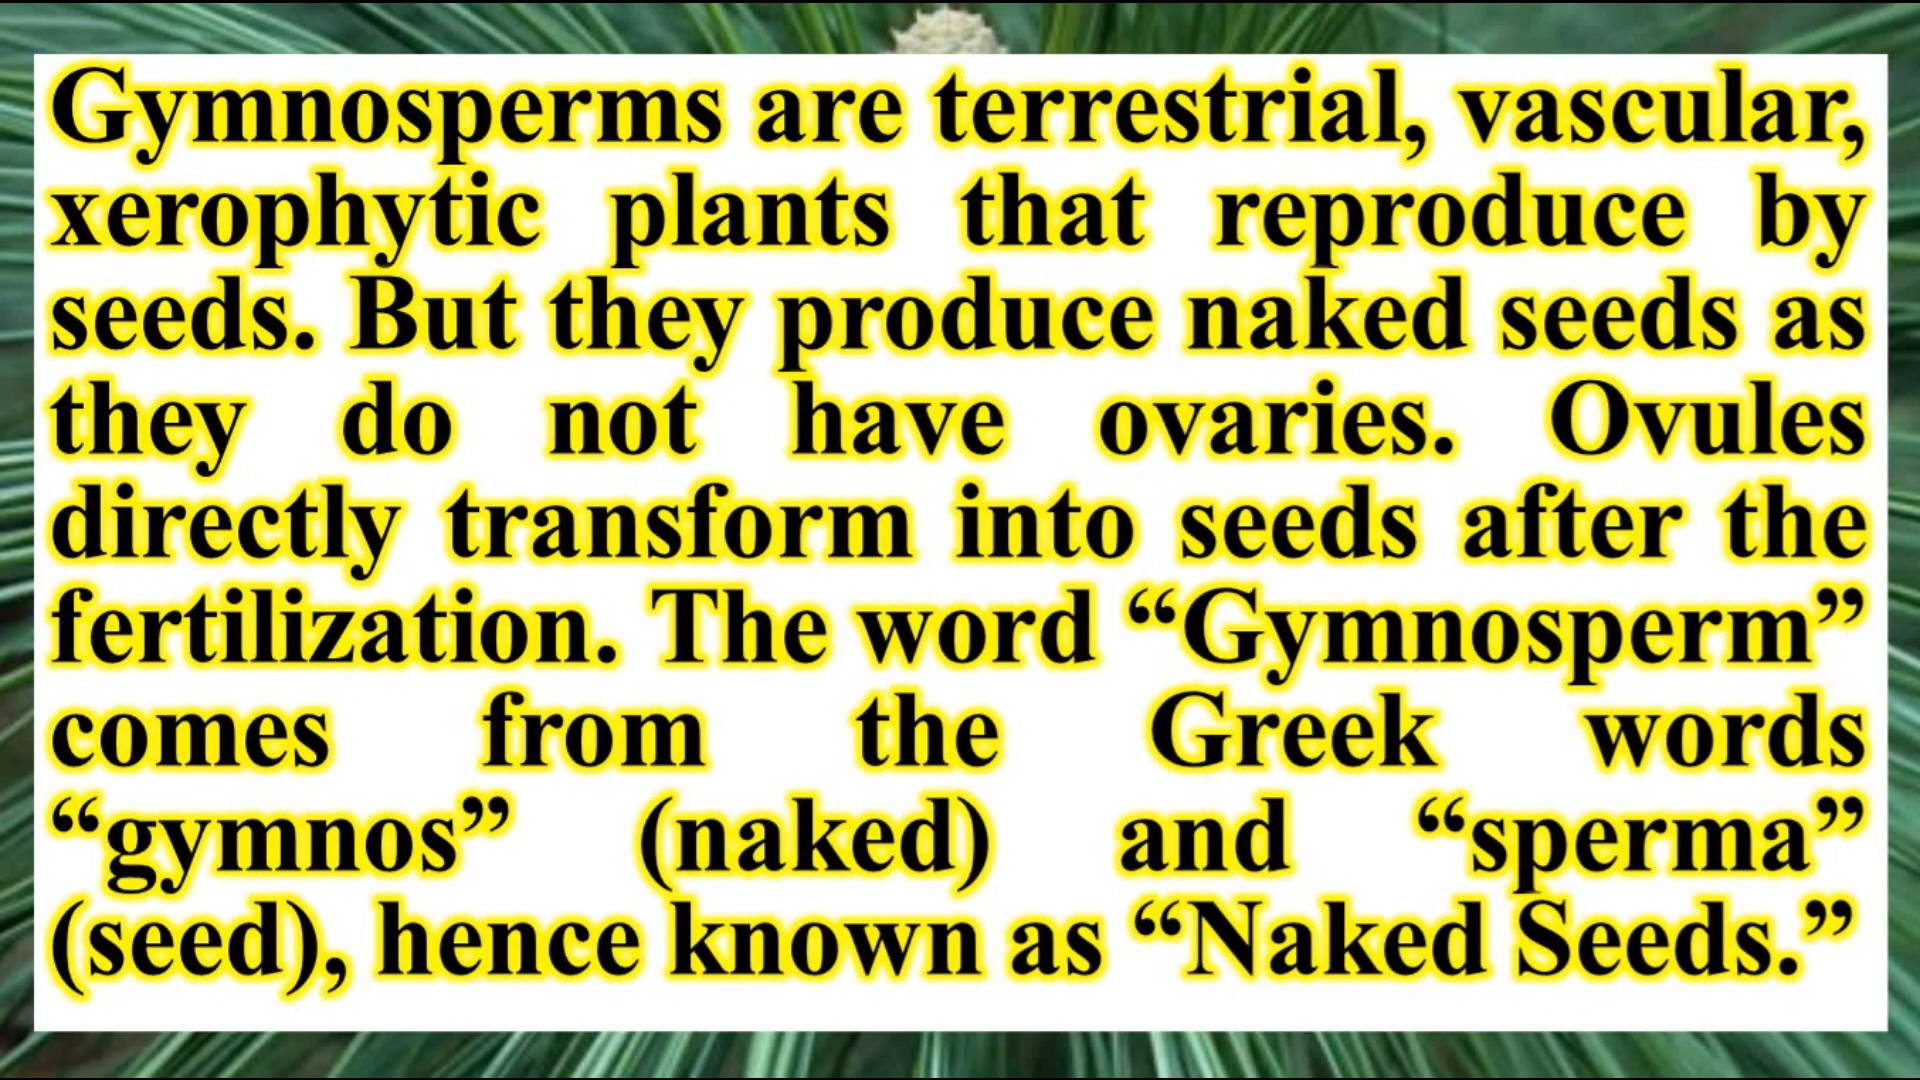 Gymnosperms are terrestrial, vascular,
xerophytic plants that reproduce by
seeds. But they produce naked seeds as
they do not have ovaries. Ovules
directly transform into seeds after the
fertilization. The word “Gymnosperm”
comes from the Greek words
“gymnos” (naked) and “sperma”
(seed), hence known as “Naked Seeds.”